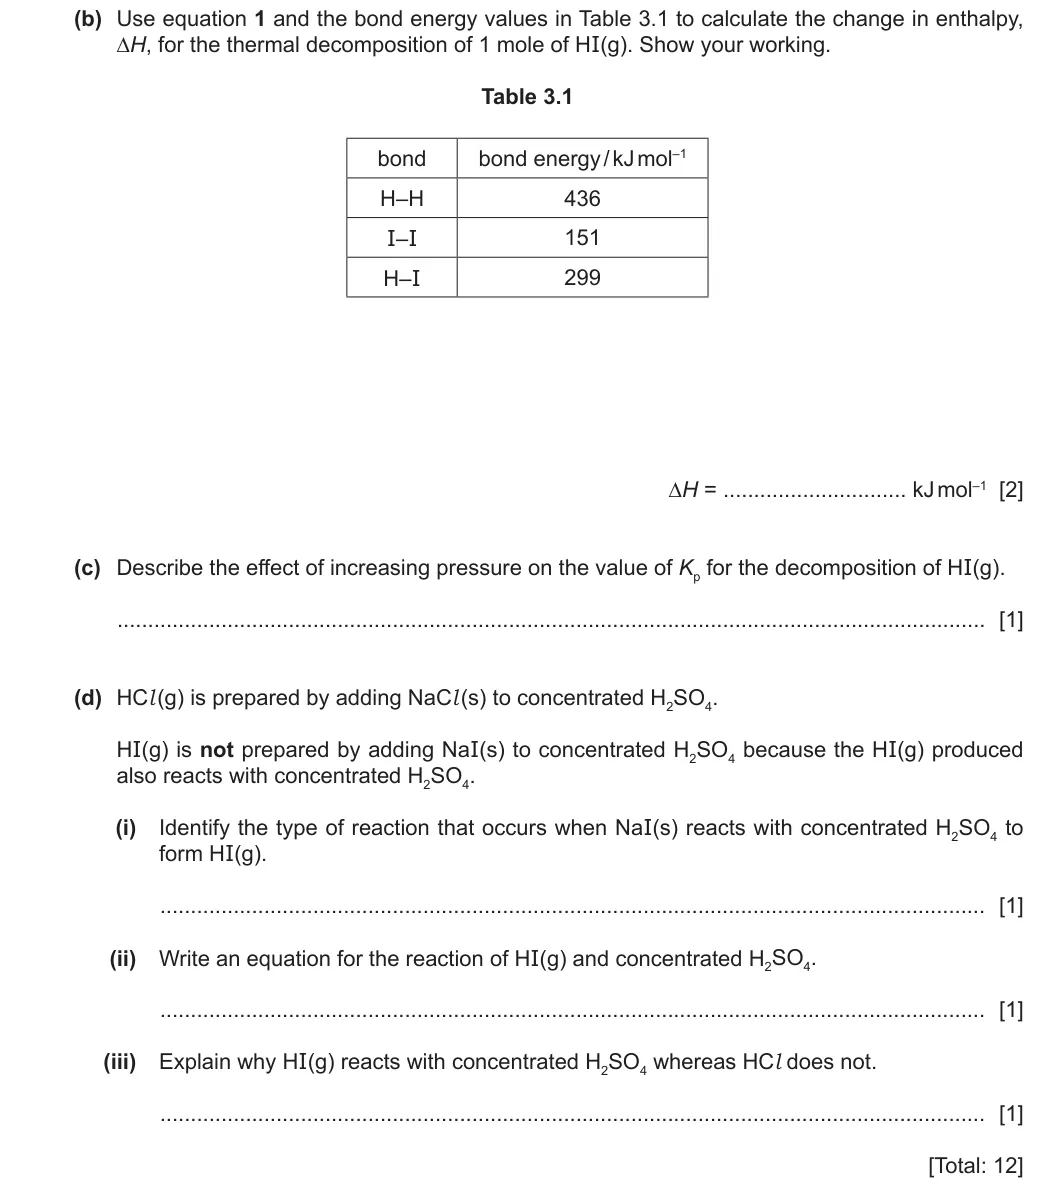 (b) Use equation 1 and the bond energy values in Table 3.1 to calculate the change in enthalpy,
ΔH, for the thermal decomposition of 1 mole of HI(g). Show your working.
Table 3.1
bond bond energy / kJ mol⁻¹
H–H 436
I–I 151
H–I 299
ΔH = .............................. kJ mol⁻¹ [2]
(c) Describe the effect of increasing pressure on the value of Kₚ for the decomposition of HI(g).
.............................................................................................................................................. [1]
(d) HCl(g) is prepared by adding NaCl(s) to concentrated H₂SO₄.
HI(g) is not prepared by adding NaI(s) to concentrated H₂SO₄ because the HI(g) produced
also reacts with concentrated H₂SO₄.
(i) Identify the type of reaction that occurs when NaI(s) reacts with concentrated H₂SO₄ to
form HI(g).
....................................................................................................................................... [1]
(ii) Write an equation for the reaction of HI(g) and concentrated H₂SO₄.
....................................................................................................................................... [1]
(iii) Explain why HI(g) reacts with concentrated H₂SO₄ whereas HCl does not.
....................................................................................................................................... [1]
[Total: 12]